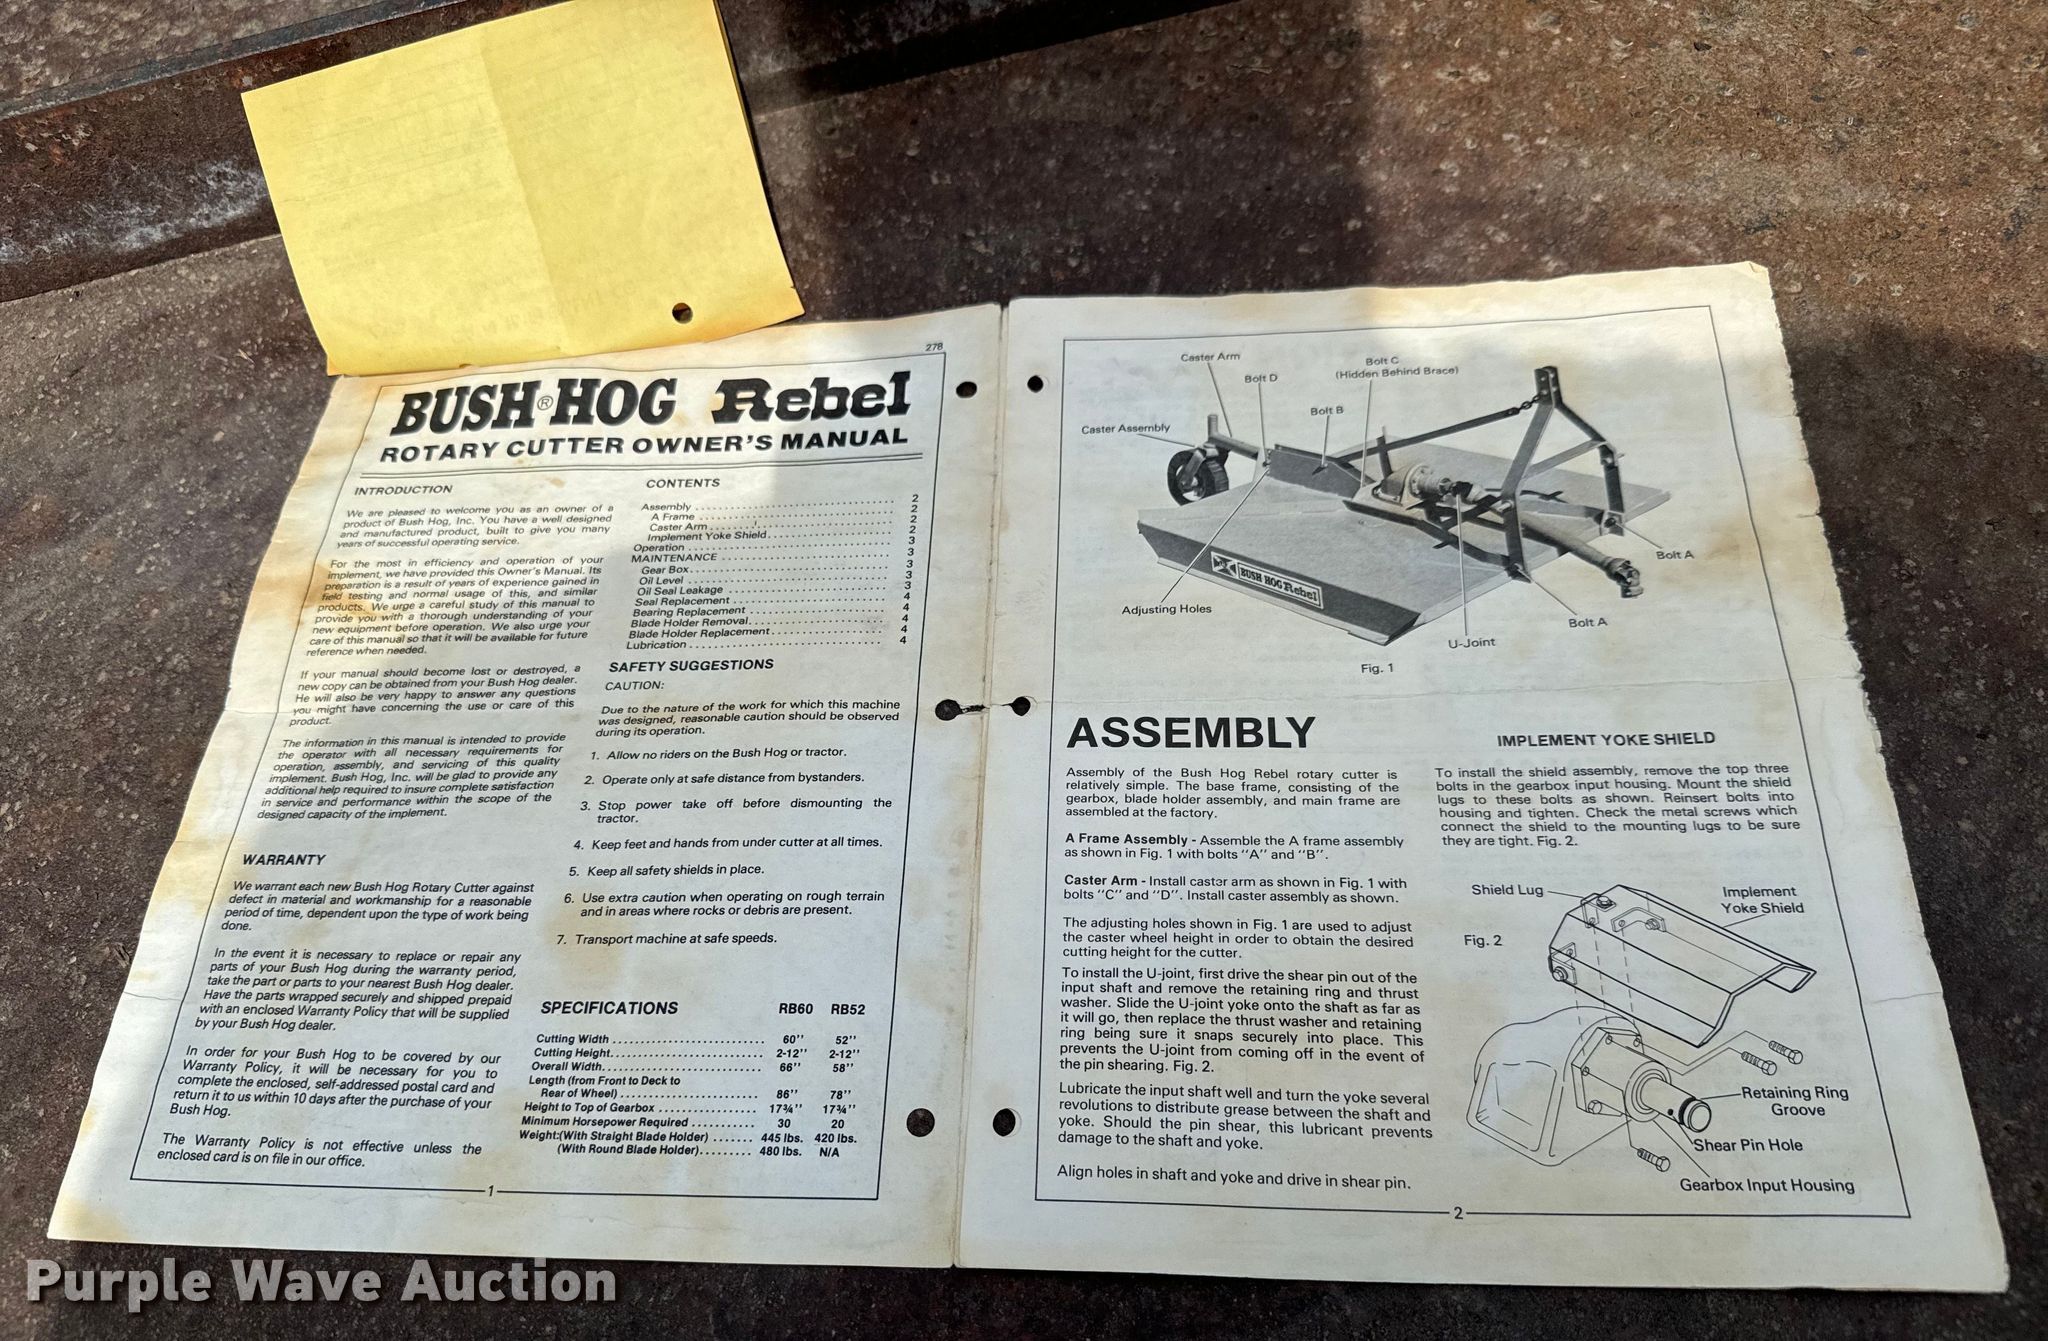 278
BUSH® HOG Rebel
ROTARY CUTTER OWNER'S MANUAL
INTRODUCTION
We are pleased to welcome you as an owner of a
product of Bush Hog, Inc. You have a well designed
and manufactured product, built to give you many
years of successful operating service.
For the most in efficiency and operation of your
implement, we have provided this Owner's Manual. Its
preparation is a result of years of experience gained in
field testing and normal usage of this, and similar
products. We urge a careful study of this manual to
provide you with a thorough understanding of your
new equipment before operation. We also urge your
care of this manual so that it will be available for future
reference when needed.
If your manual should become lost or destroyed, a
new copy can be obtained from your Bush Hog dealer.
He will also be very happy to answer any questions
you might have concerning the use or care of this
product.
The information in this manual is intended to provide
the operator with all necessary requirements for
operation, assembly, and servicing of this quality
implement. Bush Hog, Inc. will be glad to provide any
additional help required to insure complete satisfaction
in service and performance within the scope of the
designed capacity of the implement.
WARRANTY
We warrant each new Bush Hog Rotary Cutter against
defect in material and workmanship for a reasonable
period of time, dependent upon the type of work being
done.
In the event it is necessary to replace or repair any
parts of your Bush Hog during the warranty period,
take the part or parts to your nearest Bush Hog dealer.
Have the parts wrapped securely and shipped prepaid
with an enclosed Warranty Policy that will be supplied
by your Bush Hog dealer.
In order for your Bush Hog to be covered by our
Warranty Policy, it will be necessary for you to
complete the enclosed, self-addressed postal card and
return it to us within 10 days after the purchase of your
Bush Hog.
The Warranty Policy is not effective unless the
enclosed card is on file in our office.
CONTENTS
Assembly 2
A Frame 2
Caster Arm 2
Implement Yoke Shield 2
Operation 3
MAINTENANCE 3
Gear Box 3
Oil Level 3
Oil Seal Leakage 3
Seal Replacement 4
Bearing Replacement 4
Blade Holder Removal 4
Blade Holder Replacement 4
Lubrication 4
SAFETY SUGGESTIONS
CAUTION:
Due to the nature of the work for which this machine
was designed, reasonable caution should be observed
during its operation.
1. Allow no riders on the Bush Hog or tractor.
2. Operate only at safe distance from bystanders.
3. Stop power take off before dismounting the
tractor.
4. Keep feet and hands from under cutter at all times.
5. Keep all safety shields in place.
6. Use extra caution when operating on rough terrain
and in areas where rocks or debris are present.
7. Transport machine at safe speeds.
SPECIFICATIONS RB60 RB52
Cutting Width 60'' 52''
Cutting Height 2-12'' 2-12''
Overall Width 66'' 58''
Length (from Front to Deck to
Rear of Wheel) 86'' 78''
Height to Top of Gearbox 17¾'' 17¾''
Minimum Horsepower Required 30 20
Weight:(With Straight Blade Holder) 445 lbs. 420 lbs.
(With Round Blade Holder) 480 lbs. N/A
1
Caster Arm
Bolt D
Bolt C
(Hidden Behind Brace)
Bolt B
Caster Assembly
BUSH HOG Rebel
Adjusting Holes
Bolt A
Bolt A
U-Joint
Fig. 1
ASSEMBLY
Assembly of the Bush Hog Rebel rotary cutter is
relatively simple. The base frame, consisting of the
gearbox, blade holder assembly, and main frame are
assembled at the factory.
A Frame Assembly - Assemble the A frame assembly
as shown in Fig. 1 with bolts "A" and "B".
Caster Arm - Install caster arm as shown in Fig. 1 with
bolts "C" and "D". Install caster assembly as shown.
The adjusting holes shown in Fig. 1 are used to adjust
the caster wheel height in order to obtain the desired
cutting height for the cutter.
To install the U-joint, first drive the shear pin out of the
input shaft and remove the retaining ring and thrust
washer. Slide the U-joint yoke onto the shaft as far as
it will go, then replace the thrust washer and retaining
ring being sure it snaps securely into place. This
prevents the U-joint from coming off in the event of
the pin shearing. Fig. 2.
Lubricate the input shaft well and turn the yoke several
revolutions to distribute grease between the shaft and
yoke. Should the pin shear, this lubricant prevents
damage to the shaft and yoke.
Align holes in shaft and yoke and drive in shear pin.
IMPLEMENT YOKE SHIELD
To install the shield assembly, remove the top three
bolts in the gearbox input housing. Mount the shield
lugs to these bolts as shown. Reinsert bolts into
housing and tighten. Check the metal screws which
connect the shield to the mounting lugs to be sure
they are tight. Fig. 2.
Shield Lug
Implement
Yoke Shield
Fig. 2
Retaining Ring
Groove
Shear Pin Hole
Gearbox Input Housing
2
Purple Wave Auction